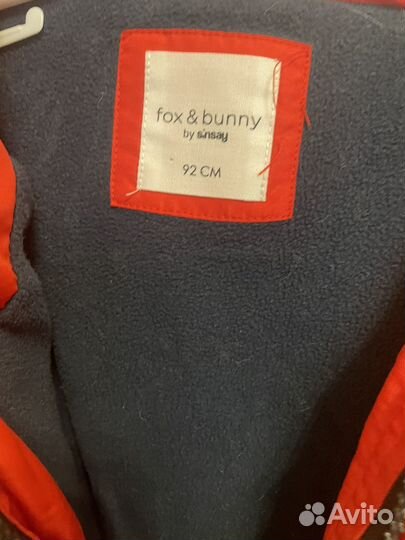 fox & bunny
by sinsay
92 CM
Avito